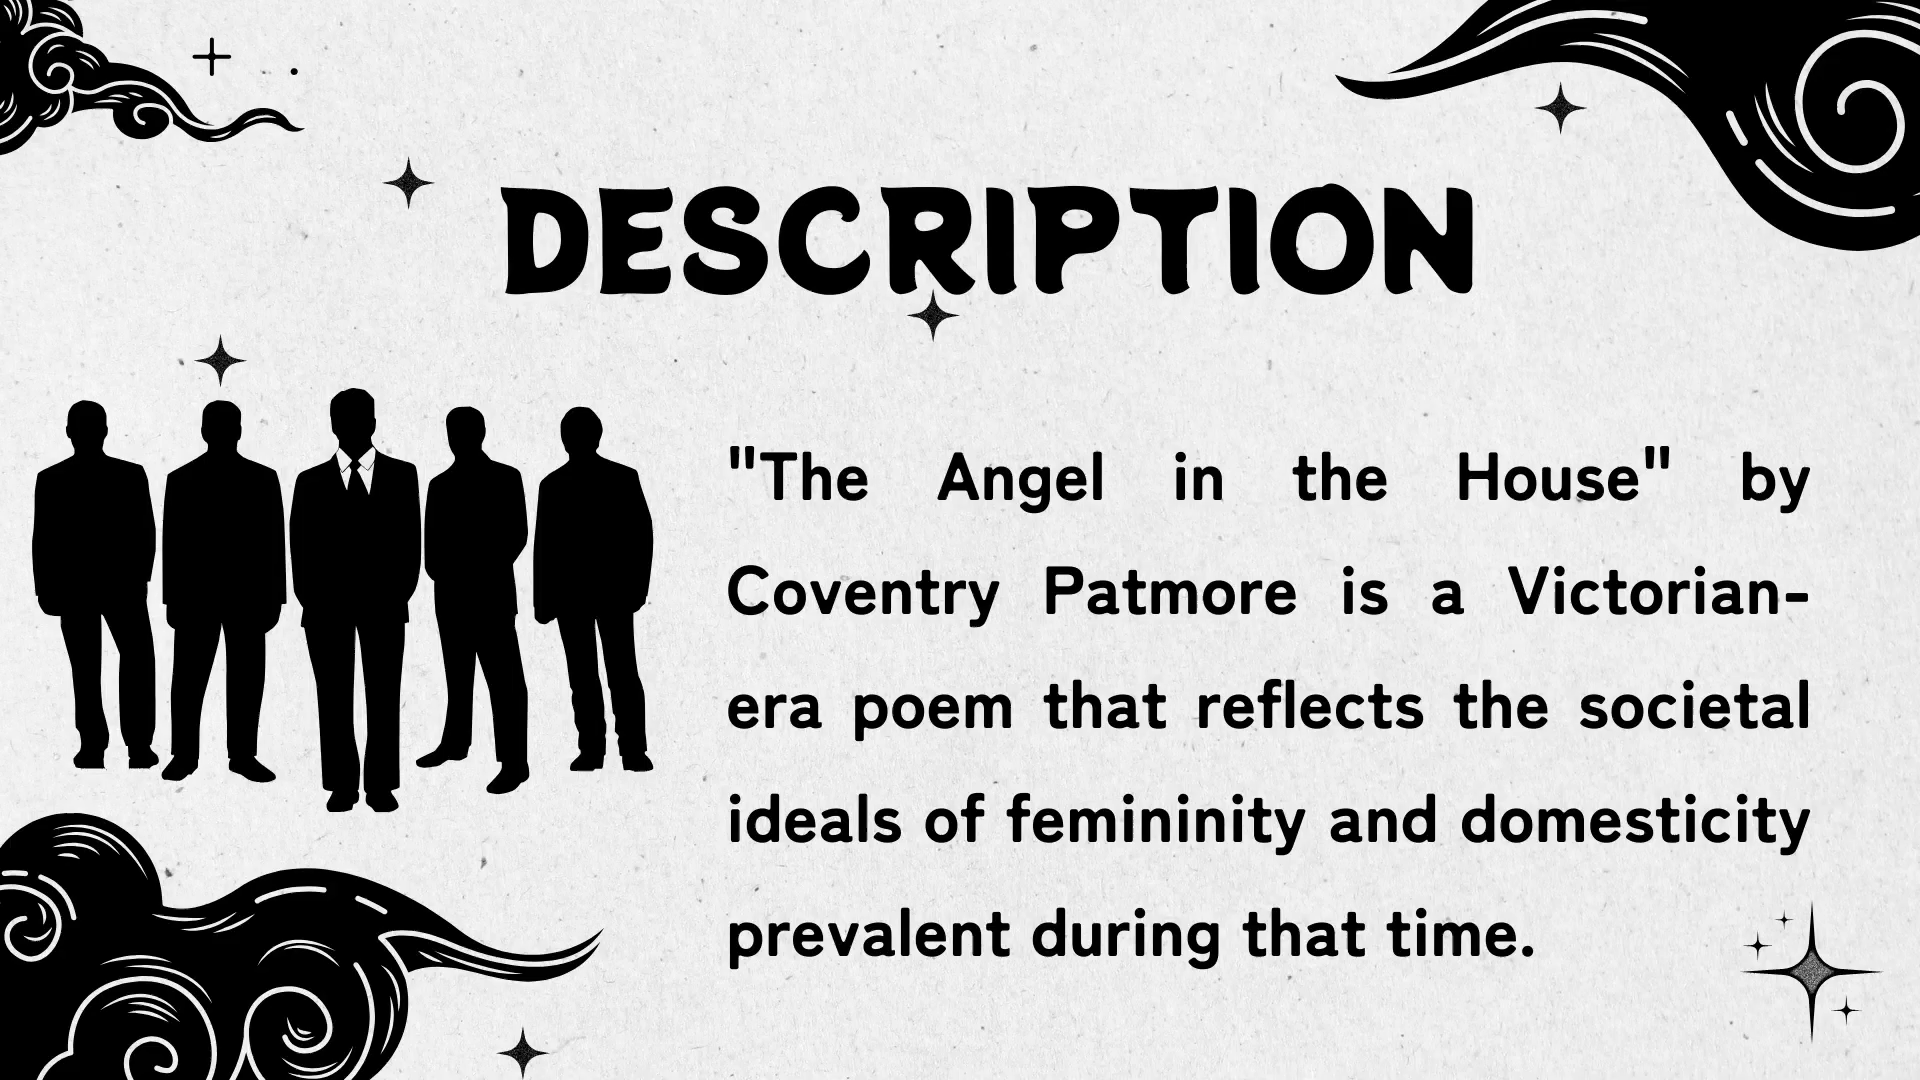 DESCRIPTION
"The Angel in the House" by
Coventry Patmore is a Victorian-
era poem that reflects the societal
ideals of femininity and domesticity
prevalent during that time.